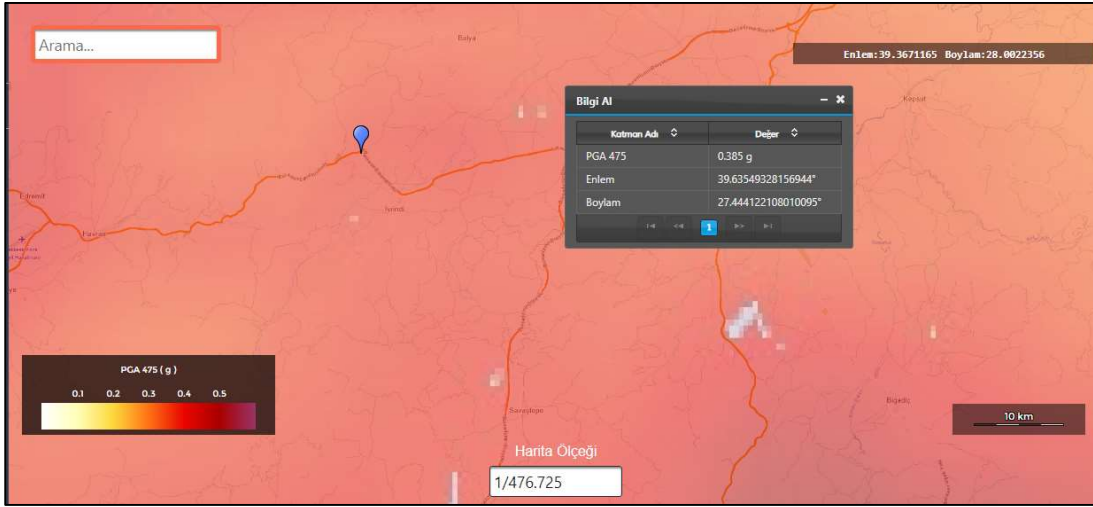 Arama...
Balya
Enlem:39.3671165 Boylam:28.0022356
Bilgi Al
Katman Adı Değer
PGA 475 0.385 g
Enlem 39.63549328156944°
Boylam 27.444122108010095°
1
Kepsut
Edremit
İvrindi
Havran
PGA 475 ( g )
0.1 0.2 0.3 0.4 0.5
Savaştepe
Bigadiç
10 km
Harita Ölçeği
1/476.725